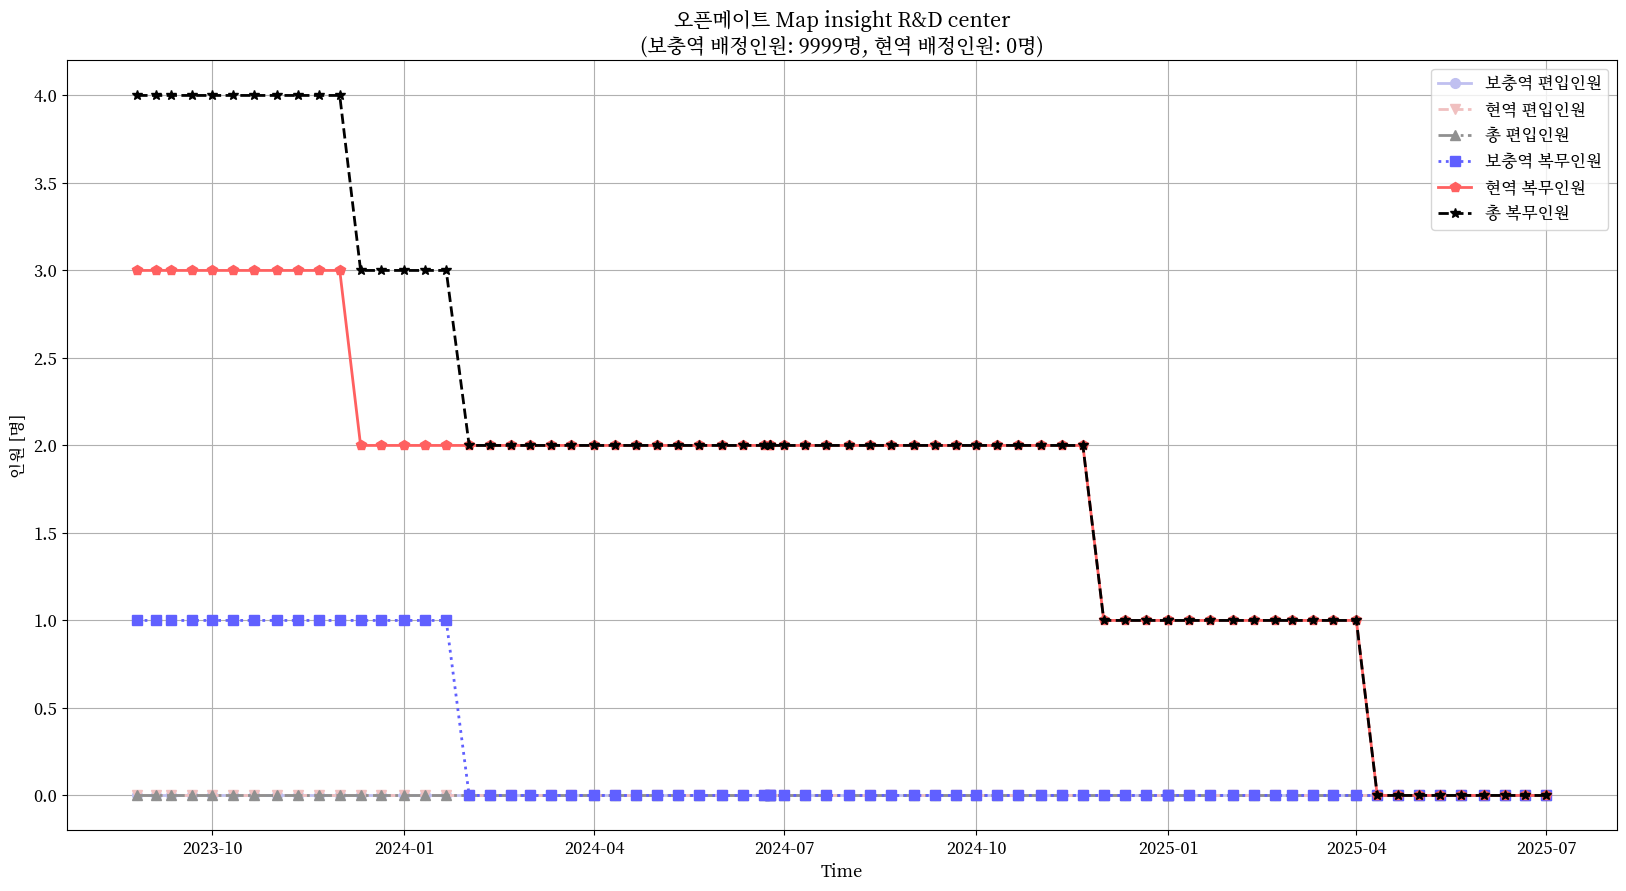 오픈메이트 Map insight R&D center
(보충역 배정인원: 9999명, 현역 배정인원: 0명)
보충역 편입인원
현역 편입인원
총 편입인원
보충역 복무인원
현역 복무인원
총 복무인원
4.0
3.5
3.0
2.5
2.0
1.5
1.0
0.5
0.0
인원 [명]
2023-10
2024-01
2024-04
2024-07
2024-10
2025-01
2025-04
2025-07
Time